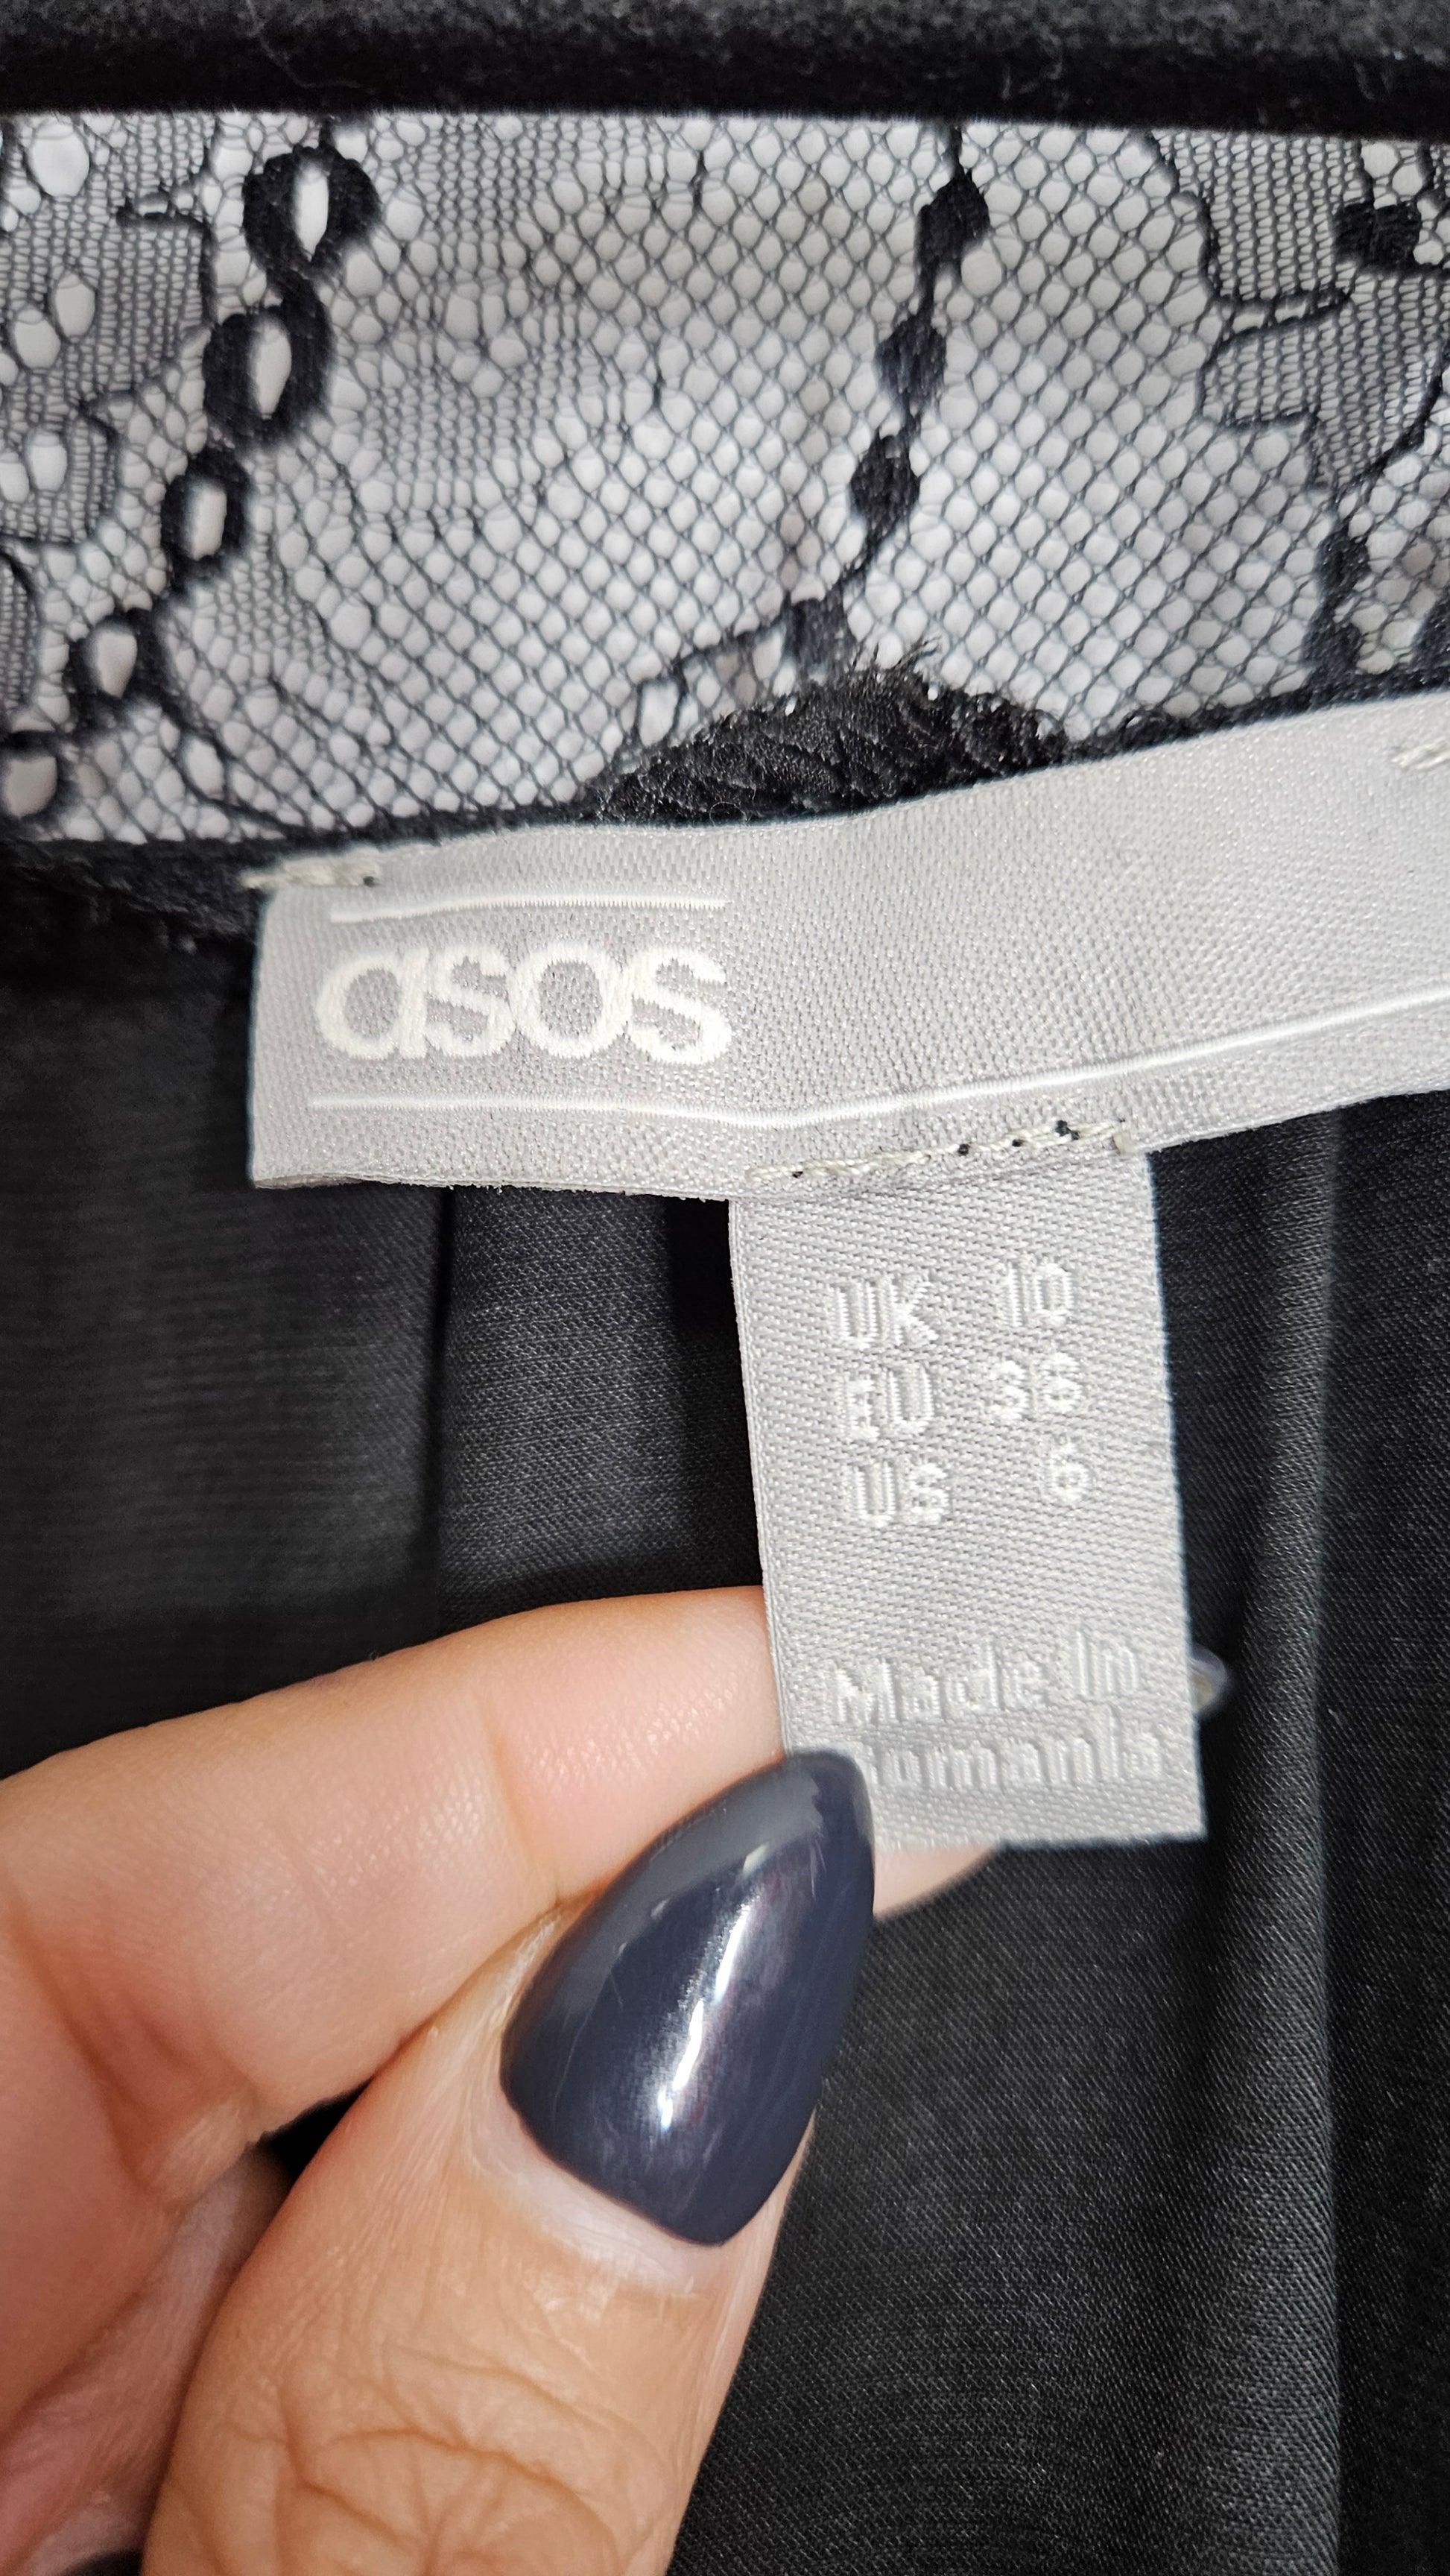 asos
UK 10
EU 38
US 6
Made In
Romania